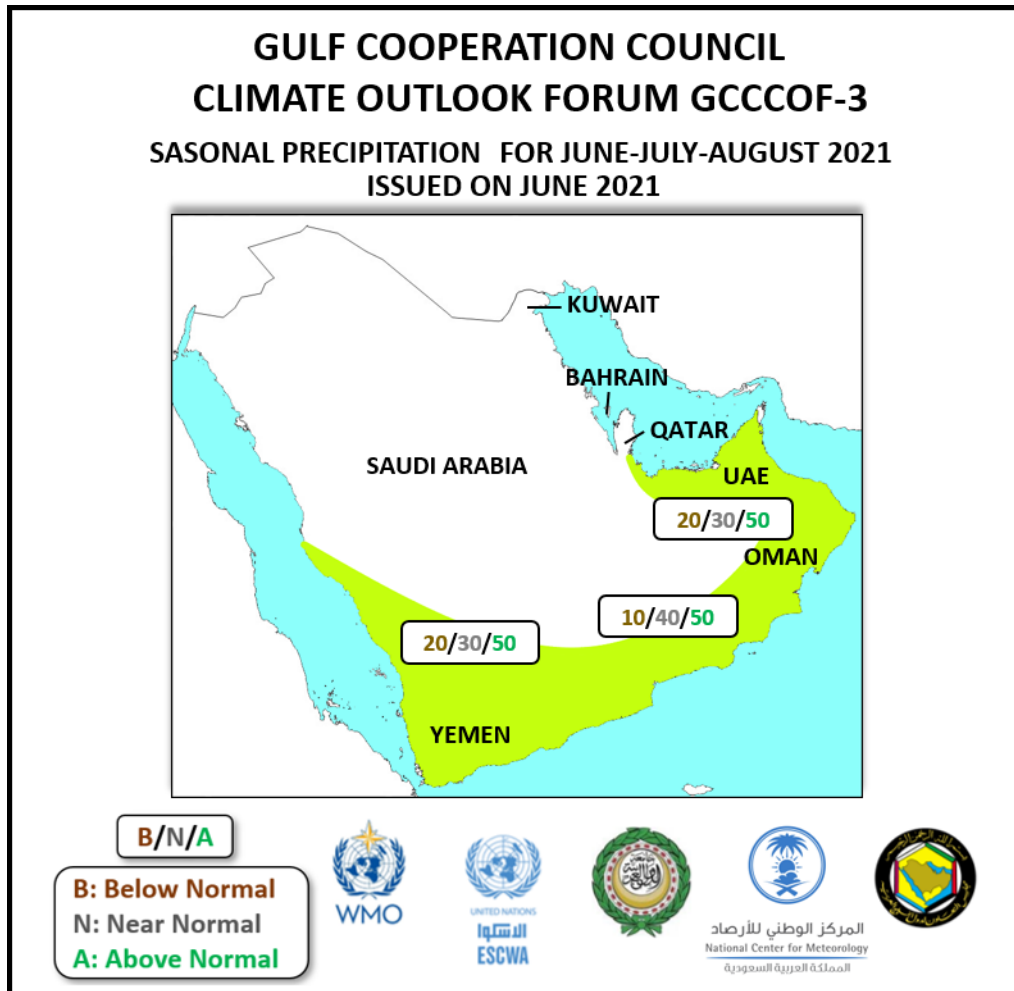 GULF COOPERATION COUNCIL
CLIMATE OUTLOOK FORUM GCCCOF-3
SASONAL PRECIPITATION FOR JUNE-JULY-AUGUST 2021
ISSUED ON JUNE 2021
KUWAIT
BAHRAIN
QATAR
SAUDI ARABIA
UAE
20/30/50
OMAN
10/40/50
20/30/50
YEMEN
B/N/A
B: Below Normal
N: Near Normal
A: Above Normal
WMO
UNITED NATIONS
الاسكوا
ESCWA
المركز الوطني للأرصاد
National Center for Meteorology
المملكة العربية السعودية